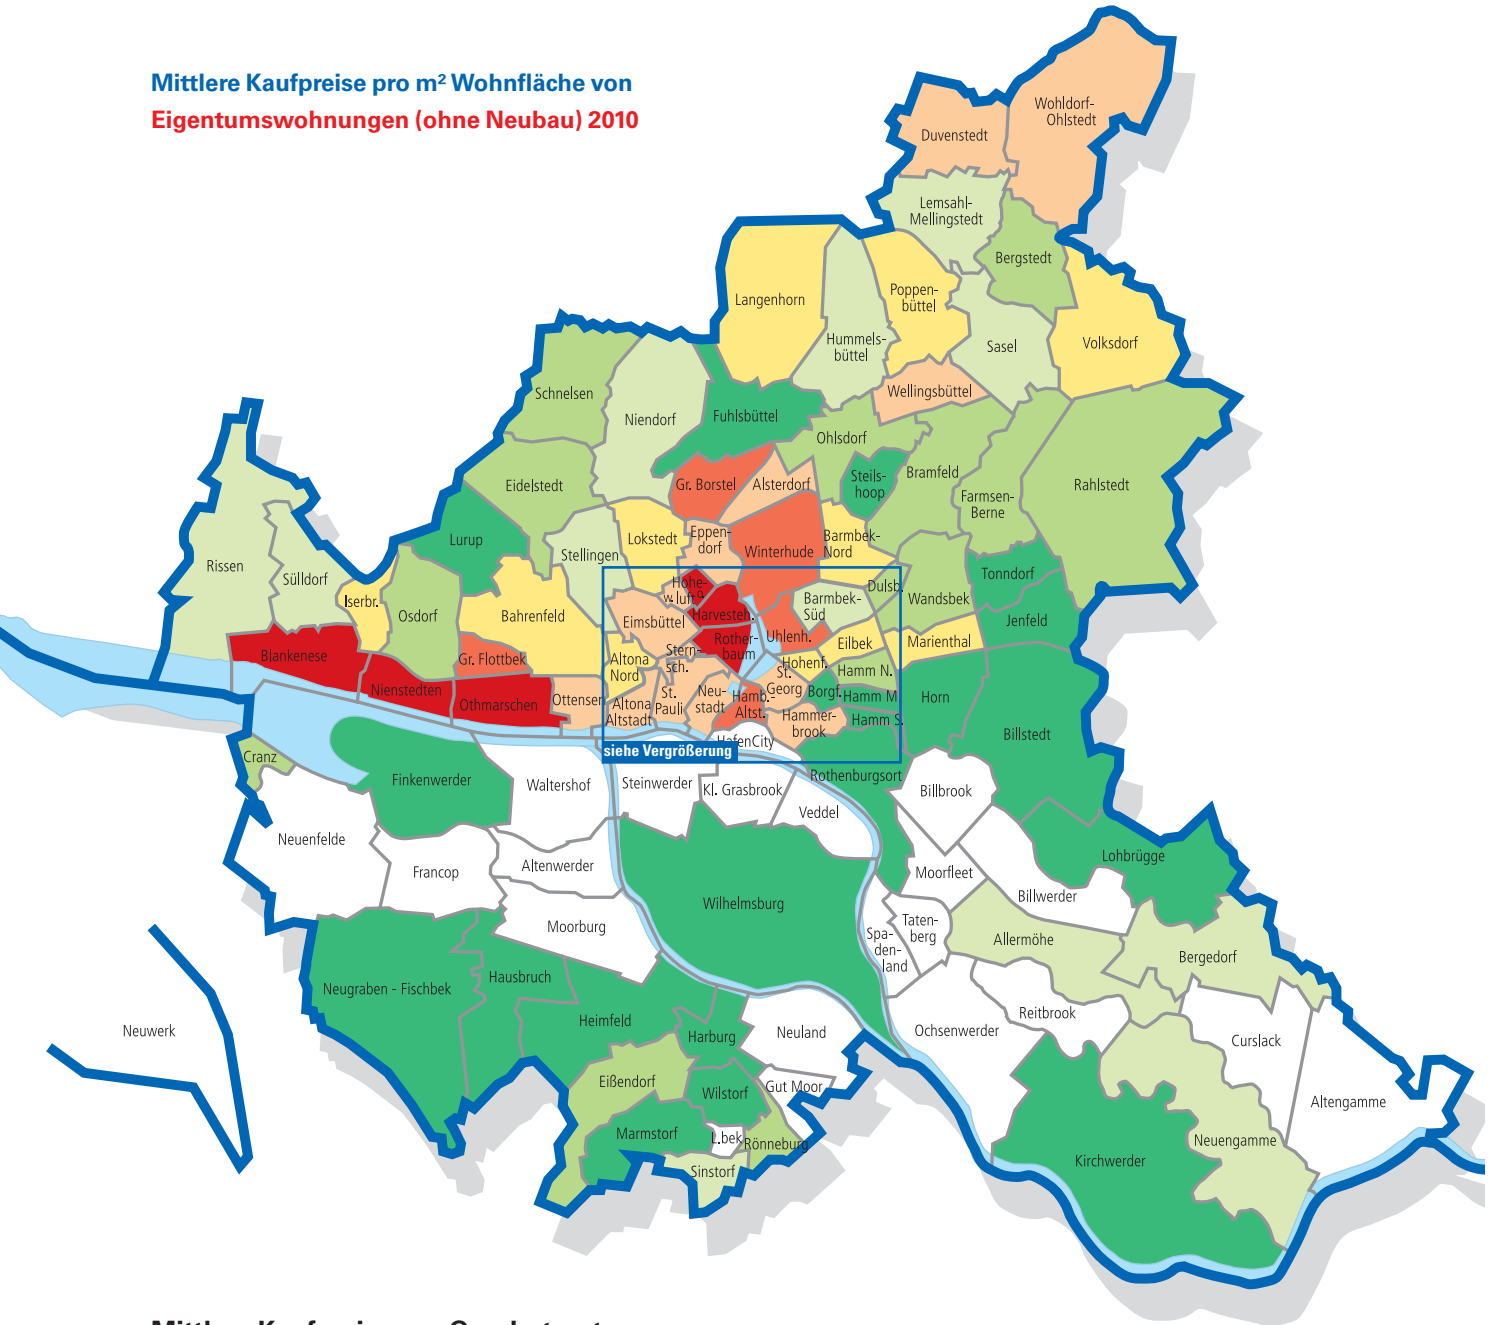 Mittlere Kaufpreise pro m² Wohnfläche von
Eigentumswohnungen (ohne Neubau) 2010
Wohldorf-
Ohlstedt
Duvenstedt
Lemsahl-
Mellingstedt
Bergstedt
Poppen-
büttel
Langenhorn
Hummels-
büttel
Sasel
Volksdorf
Wellingsbüttel
Schnelsen
Niendorf
Fuhlsbüttel
Ohlsdorf
Steils-
hoop
Bramfeld
Farmsen-
Berne
Rahlstedt
Eidelstedt
Gr. Borstel
Alsterdorf
Lurup
Stellingen
Lokstedt
Eppen-
dorf
Winterhude
Barmbek-
Nord
Rissen
Sülldorf
Iserbr.
Osdorf
Bahrenfeld
Hohe-
w.luft
Harvesteh.
Eimsbüttel
Barmbek-
Süd
Dulsb.
Wandsbek
Tonndorf
Jenfeld
Blankenese
Nienstedten
Gr. Flottbek
Othmarschen
Ottensen
Altona
Nord
Stern-
sch.
Rother-
baum
Uhlenh.
Eilbek
Marienthal
Hohenf.
St.
Georg
Hamm N.
Borgf.
Hamm M.
Hamm S.
Horn
Altona
Altstadt
St.
Pauli
Neu-
stadt
Hamb.-
Altst.
Hammer-
brook
HafenCity
siehe Vergrößerung
Billstedt
Cranz
Finkenwerder
Waltershof
Steinwerder
Kl. Grasbrook
Veddel
Rothenburgsort
Billbrook
Neuenfelde
Francop
Altenwerder
Moorfleet
Lohbrügge
Billwerder
Moorburg
Wilhelmsburg
Spa-
den-
land
Taten-
berg
Allermöhe
Bergedorf
Neugraben - Fischbek
Hausbruch
Heimfeld
Harburg
Neuland
Ochsenwerder
Reitbrook
Curslack
Neuwerk
Eißendorf
Wilstorf
Gut Moor
Altengamme
Marmstorf
L.bek
Rönneburg
Sinstorf
Kirchwerder
Neuengamme